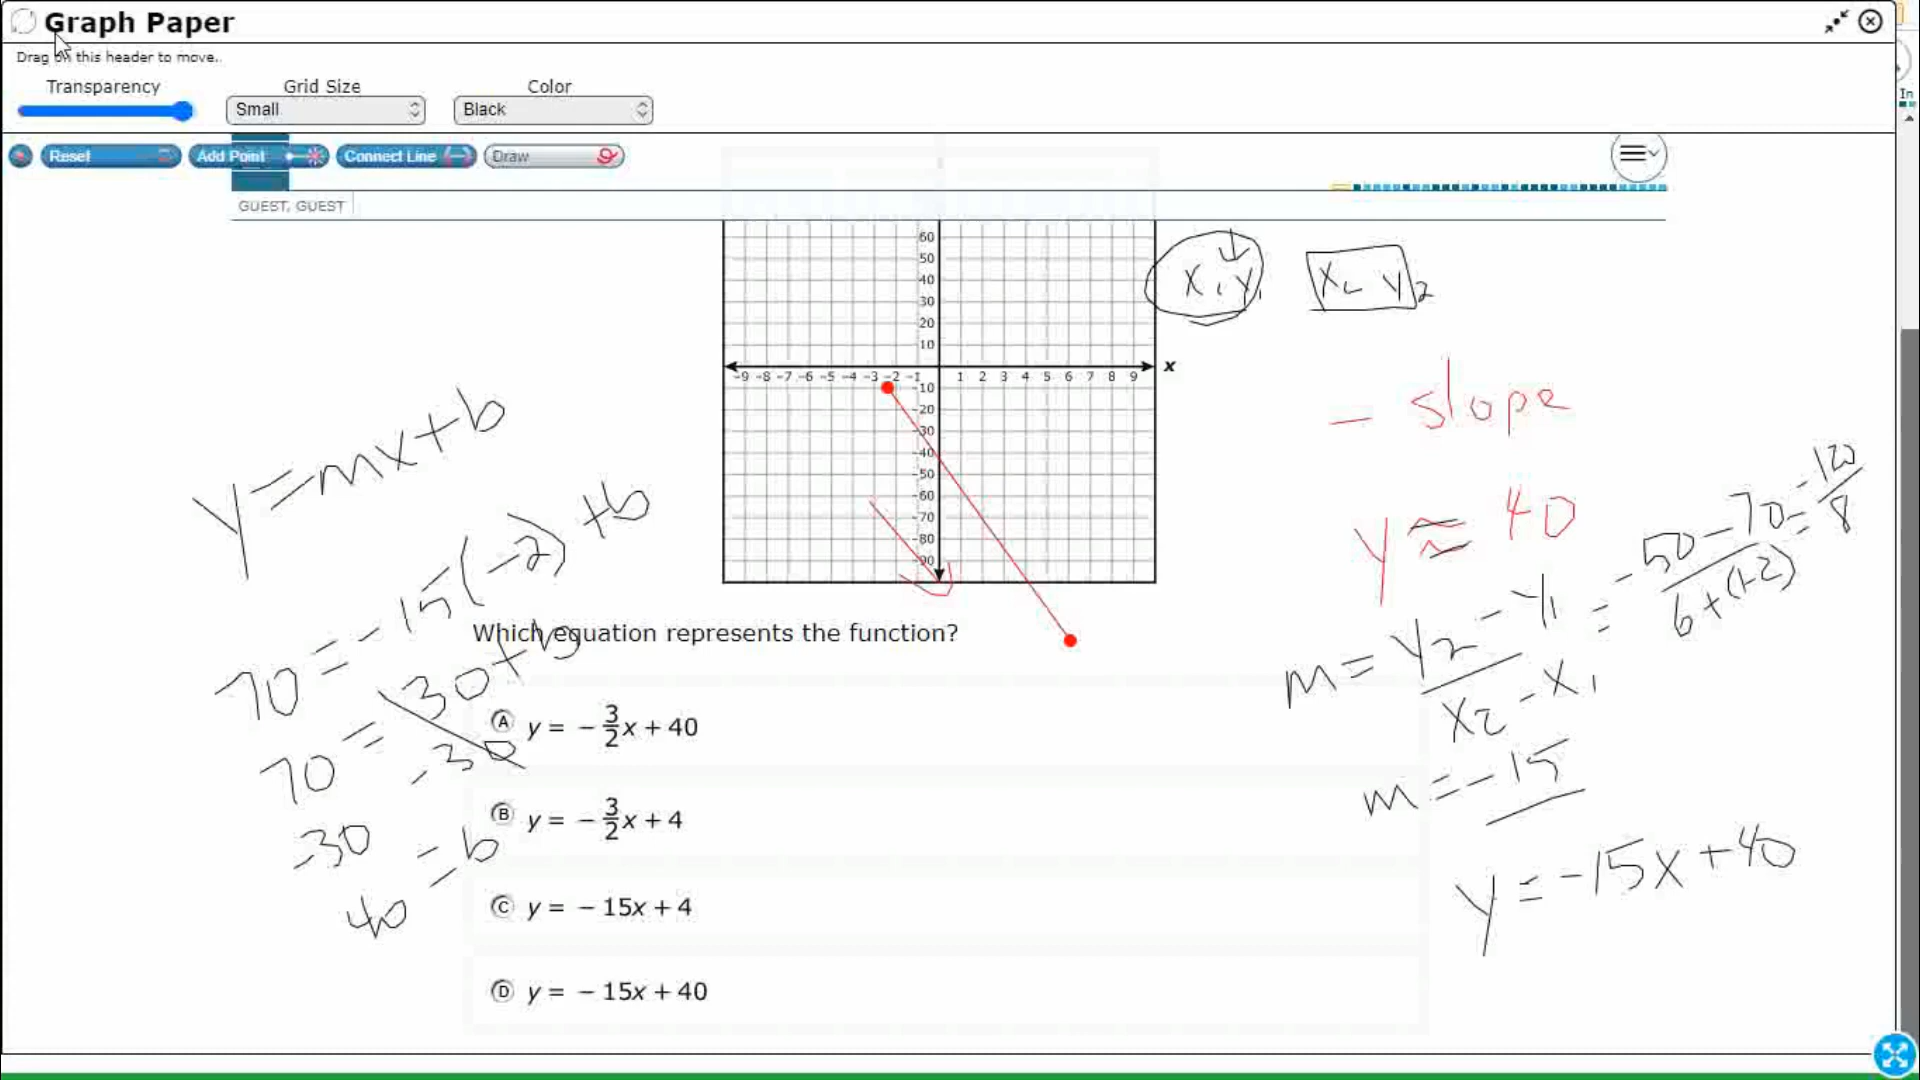 Graph Paper
Drag on this header to move..
Transparency
Grid Size
Color
Small
Black
In
Reset
Add Point
Connect Line
Draw
GUEST, GUEST
60
50
40
30
20
10
-9 -8 -7 -6 -5 -4 -3 -2 -1 1 2 3 4 5 6 7 8 9 x
-10
-20
-30
-40
-50
-60
-70
-80
-90
x₁ y₁
x₂ y₂
- slope
y ≈ 40
m = y₂ - y₁ / x₂ - x₁ = -50 - 70 / 6 + (+2) = -120 / 8
m = -15
y = -15x + 40
y = mx + b
70 = -15(-2) + b
70 = 30 + b
-30 -30
40 = b
Which equation represents the function?
A y = - 3/2 x + 40
B y = - 3/2 x + 4
C y = - 15x + 4
D y = - 15x + 40